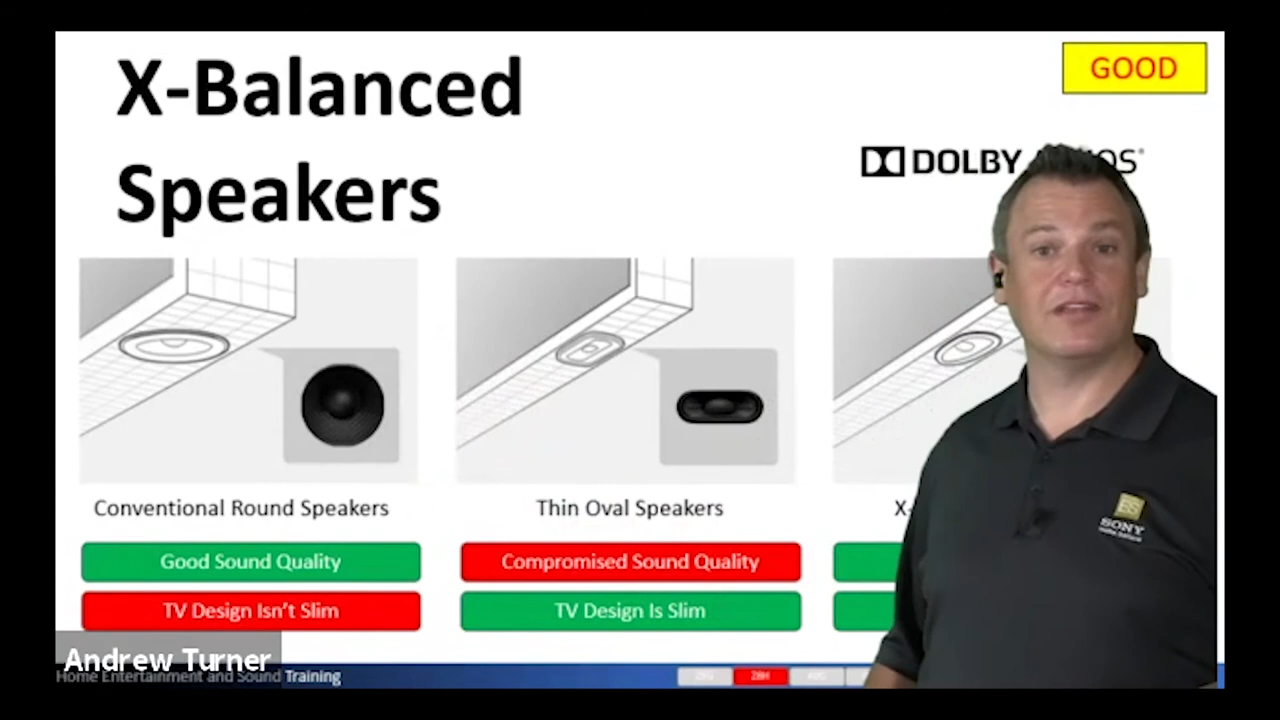 X-Balanced
Speakers
GOOD
DOLBY
Conventional Round Speakers
Thin Oval Speakers
X-
Good Sound Quality
Compromised Sound Quality
TV Design Isn't Slim
TV Design Is Slim
ES
SONY
Andrew Turner
Home Entertainment and Sound Training